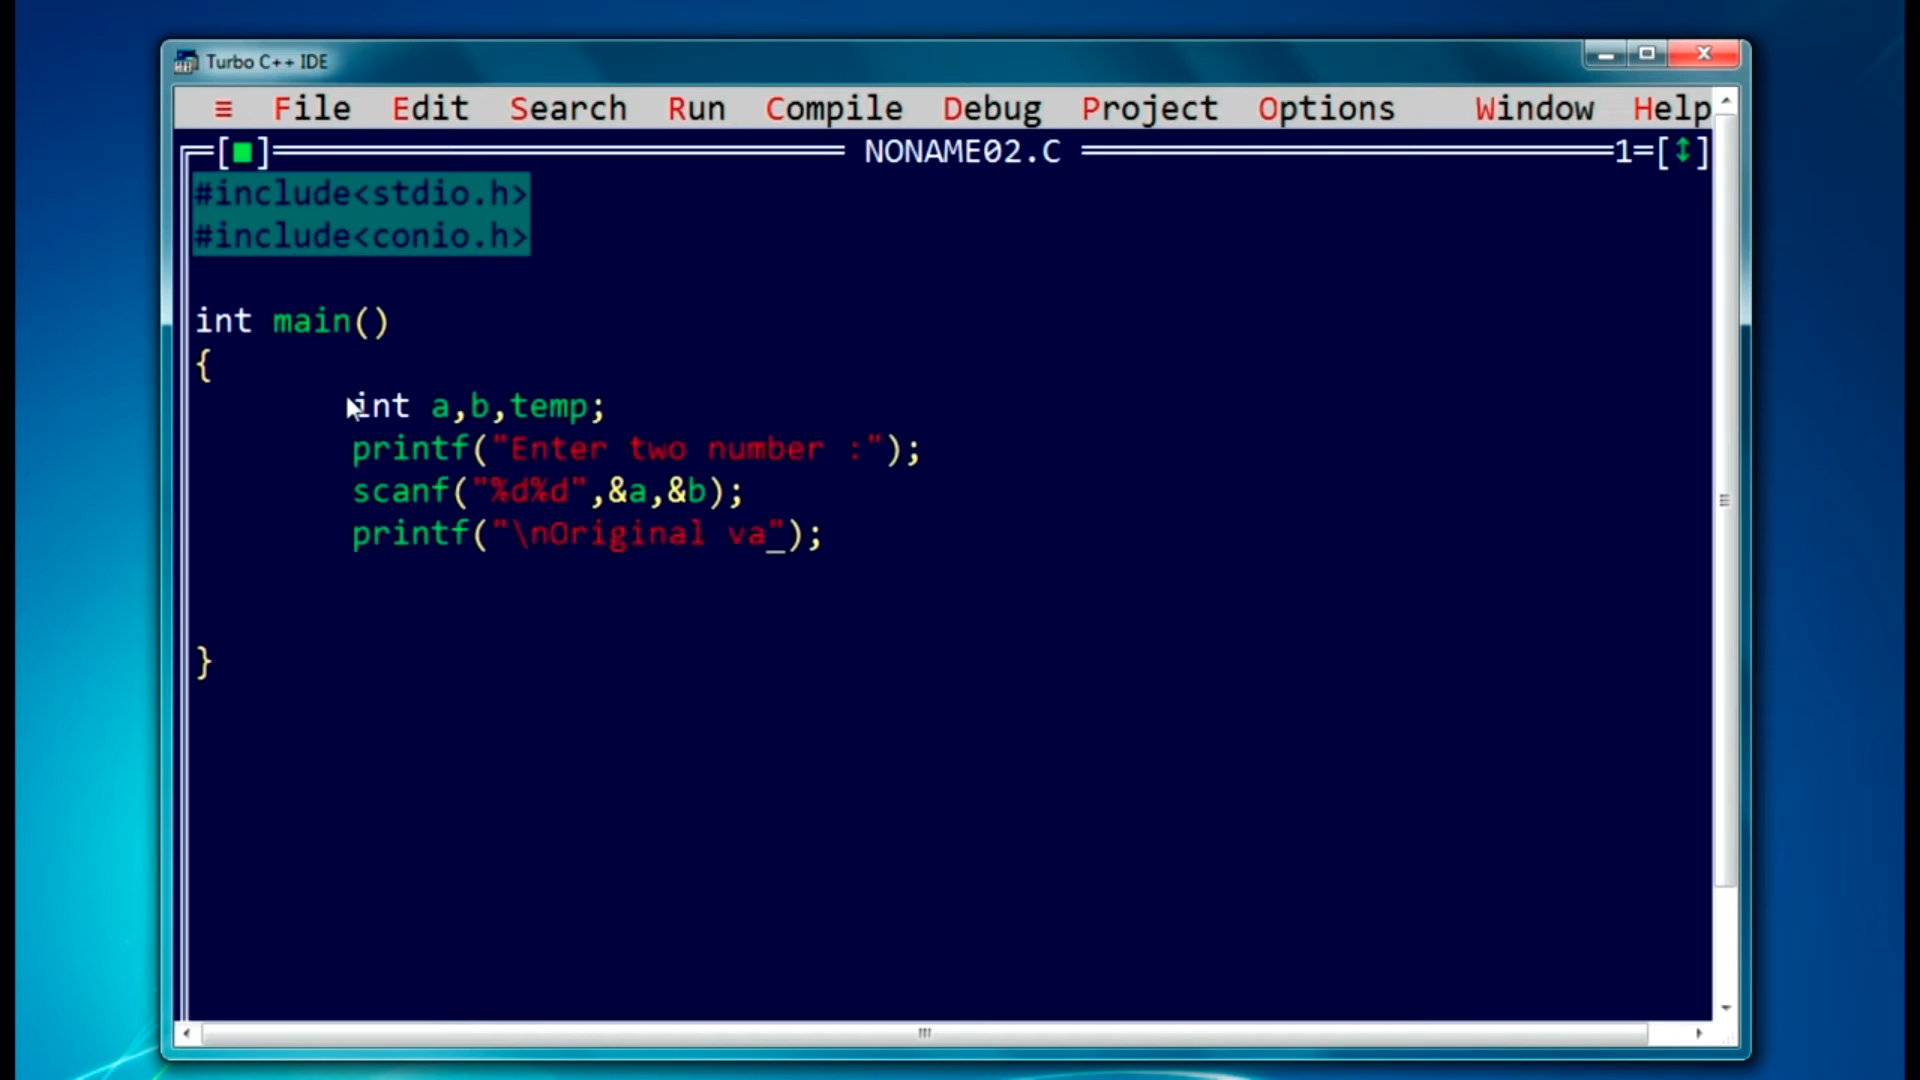 Turbo C++ IDE
≡ File Edit Search Run Compile Debug Project Options Window Help
[■] NONAME02.C 1=[↕]
#include<stdio.h>
#include<conio.h>
int main()
{
int a,b,temp;
printf("Enter two number :");
scanf("%d%d",&a,&b);
printf("\nOriginal va");
}